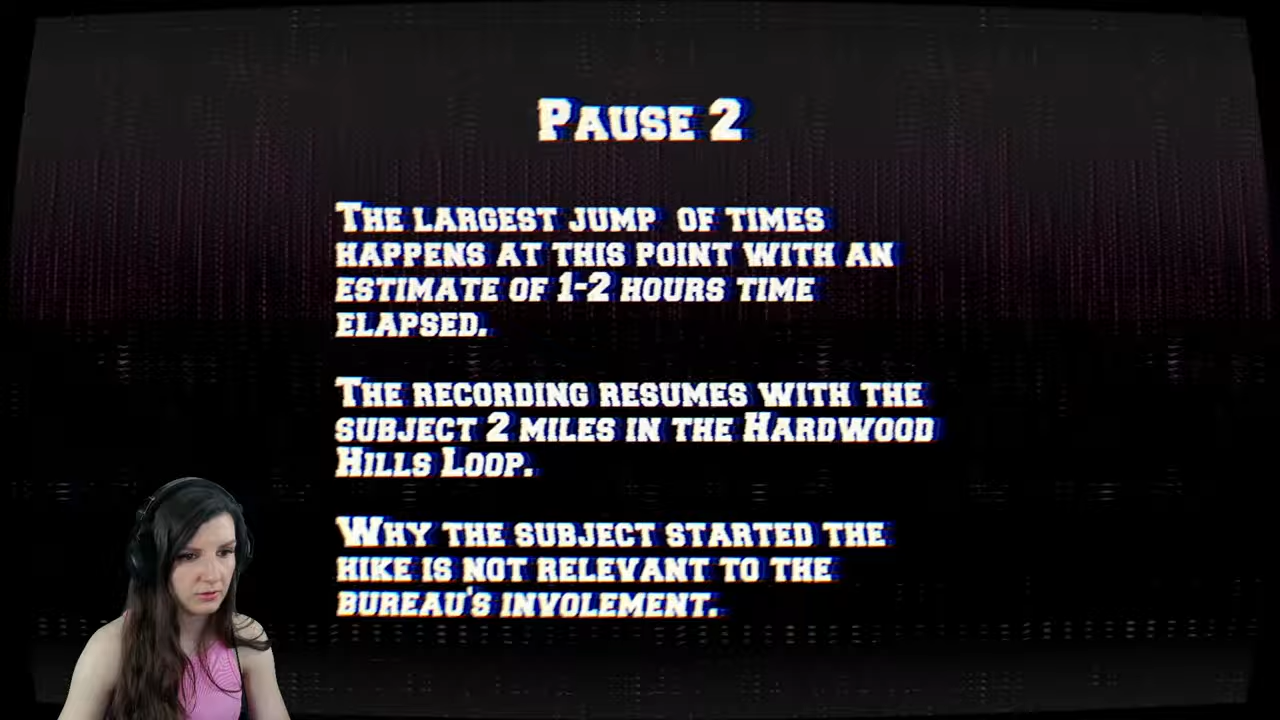 Pause 2
The largest jump of times
happens at this point with an
estimate of 1-2 hours time
elapsed.
The recording resumes with the
subject 2 miles in the Hardwood
Hills Loop.
Why the subject started the
hike is not relevant to the
bureau's involement.